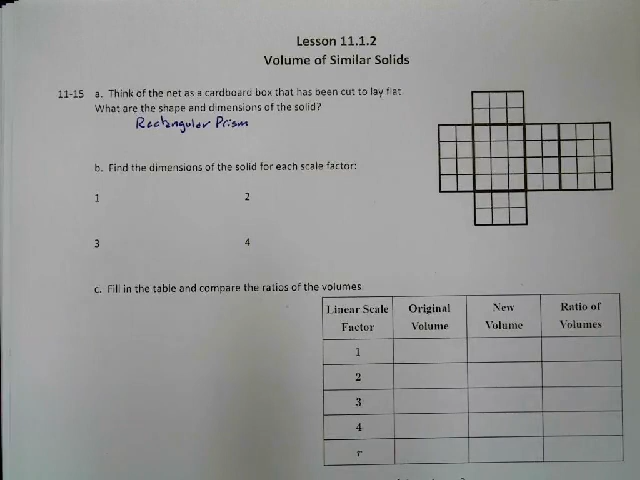 Lesson 11.1.2
Volume of Similar Solids
11-15 a. Think of the net as a cardboard box that has been cut to lay flat
What are the shape and dimensions of the solid?
Rectangular Prism
b. Find the dimensions of the solid for each scale factor:
1 2
3 4
c. Fill in the table and compare the ratios of the volumes
Linear Scale Factor Original Volume New Volume Ratio of Volumes
1
2
3
4
r